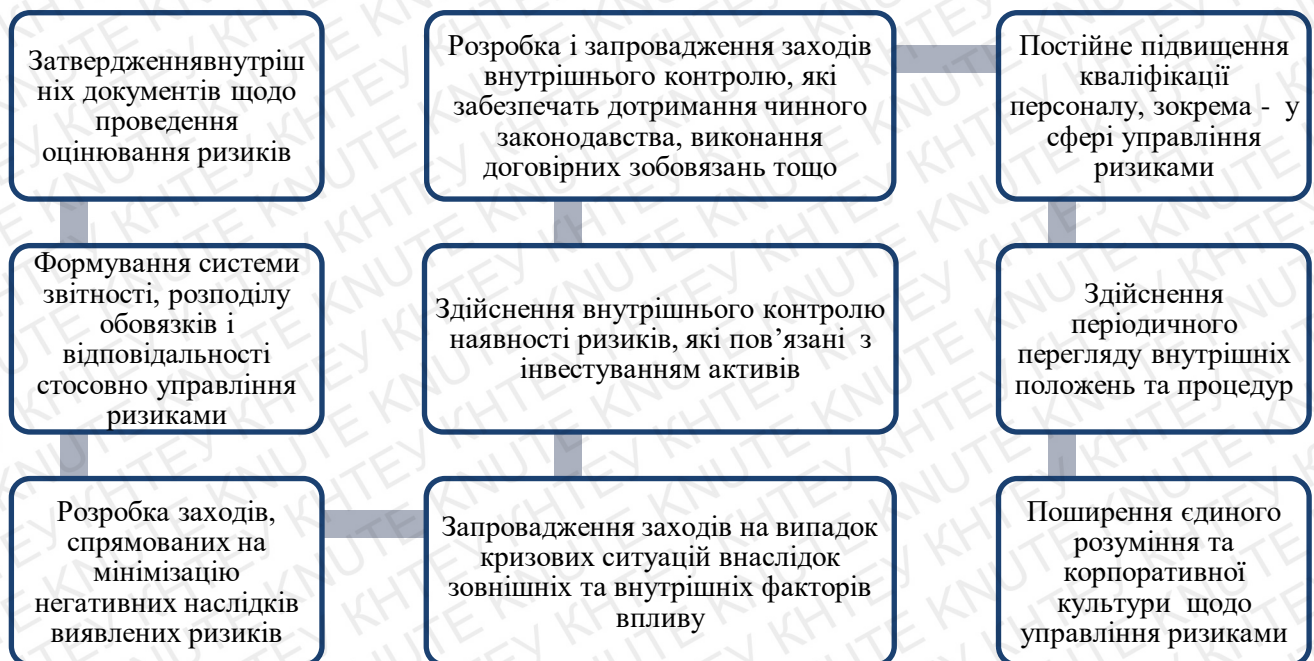 Затвердженнявнутріш
ніх документів щодо
проведення
оцінювання ризиків
Формування системи
звітності, розподілу
обовязків і
відповідальності
стосовно управління
ризиками
Розробка заходів,
спрямованих на
мінімізацію
негативних наслідків
виявлених ризиків
Запровадження заходів на випадок
кризових ситуацій внаслідок
зовнішніх та внутрішніх факторів
впливу
Здійснення внутрішнього контролю
наявності ризиків, які пов’язані з
інвестуванням активів
Розробка і запровадження заходів
внутрішнього контролю, які
забезпечать дотримання чинного
законодавства, виконання
договірних зобовязань тощо
Постійне підвищення
кваліфікації
персоналу, зокрема - у
сфері управління
ризиками
Здійснення
періодичного
перегляду внутрішніх
положень та процедур
Поширення єдиного
розуміння та
корпоративної
культури щодо
управління ризиками